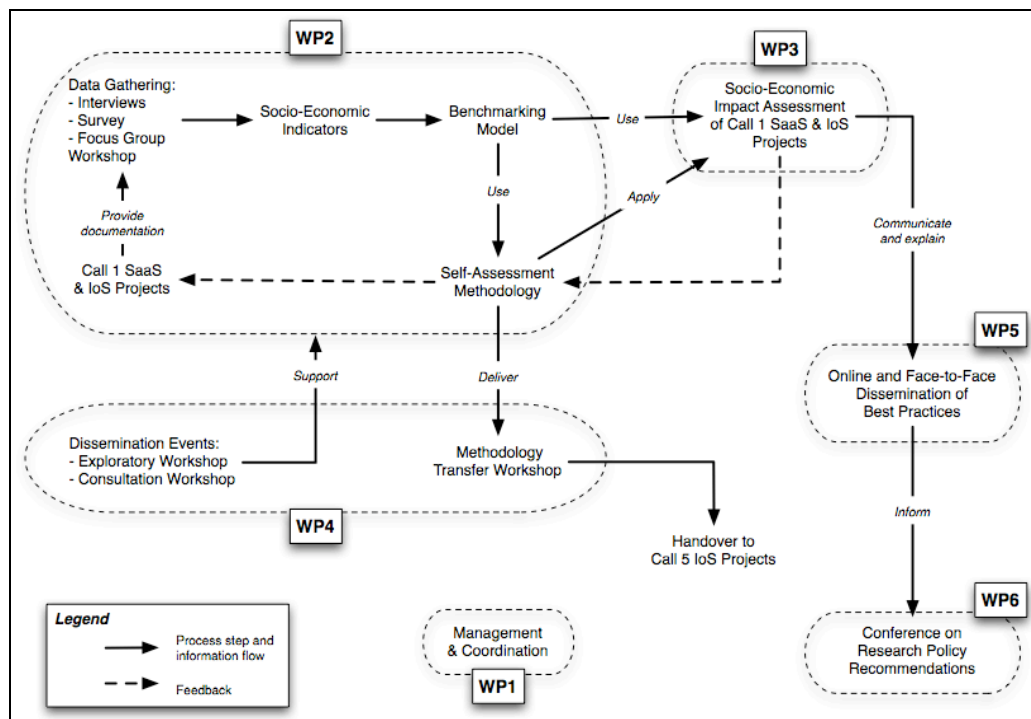 WP2
Data Gathering:
- Interviews
- Survey
- Focus Group
Workshop
Socio-Economic
Indicators
Benchmarking
Model
Use
WP3
Socio-Economic
Impact Assessment
of Call 1 SaaS & IoS
Projects
Use
Apply
Provide
documentation
Call 1 SaaS
& IoS Projects
Self-Assessment
Methodology
Communicate
and explain
Support
Deliver
WP5
Online and Face-to-Face
Dissemination of
Best Practices
Dissemination Events:
- Exploratory Workshop
- Consultation Workshop
Methodology
Transfer Workshop
WP4
Handover to
Call 5 IoS Projects
Inform
WP6
Conference on
Research Policy
Recommendations
Legend
Process step and
information flow
Feedback
Management
& Coordination
WP1